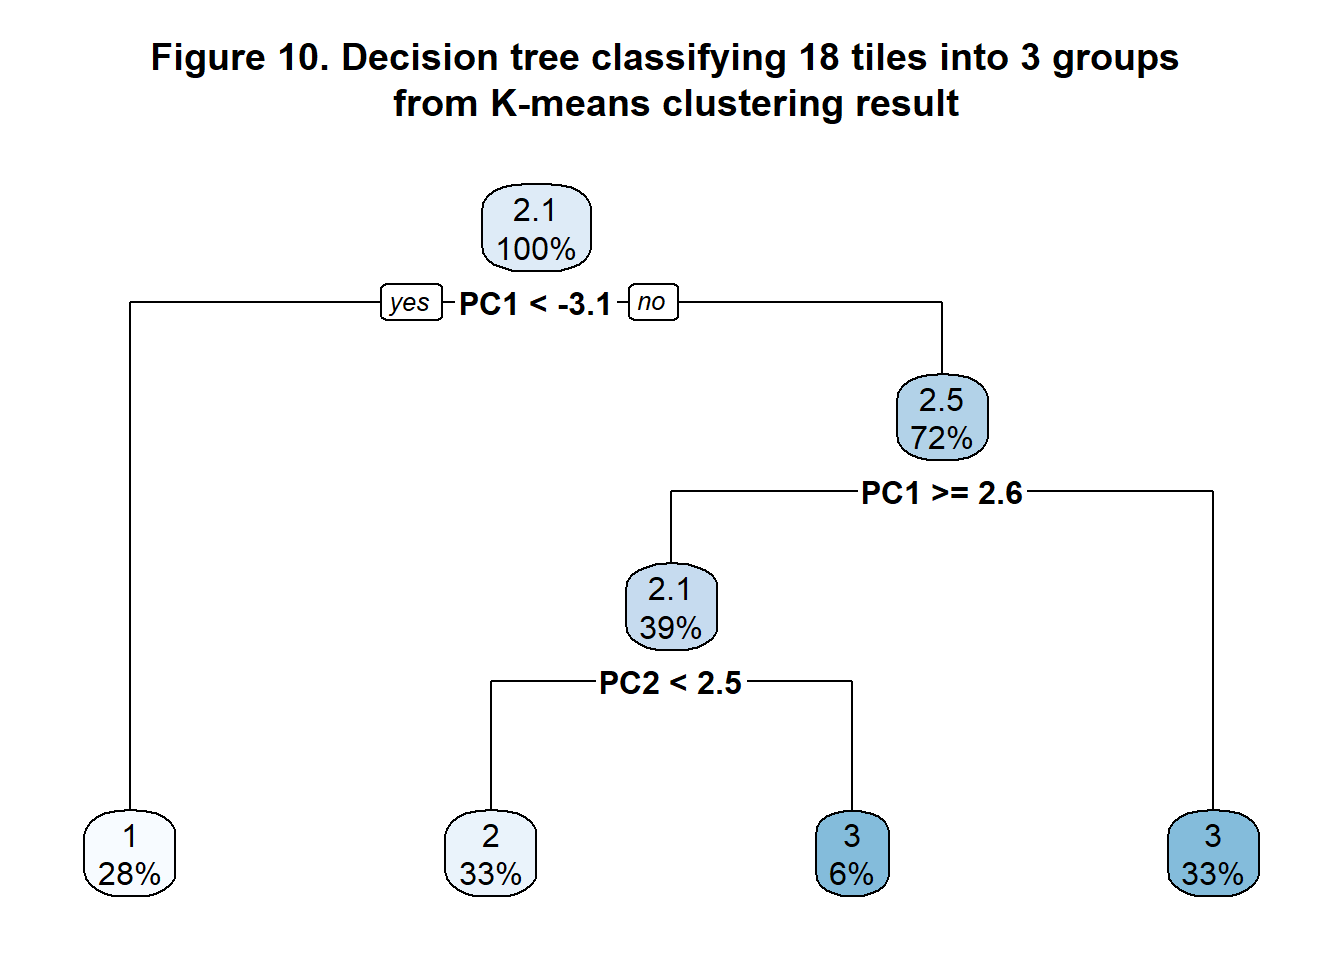 Figure 10. Decision tree classifying 18 tiles into 3 groups
from K-means clustering result
2.1
100%
yes
PC1 < -3.1
no
2.5
72%
PC1 >= 2.6
2.1
39%
PC2 < 2.5
1
28%
2
33%
3
6%
3
33%